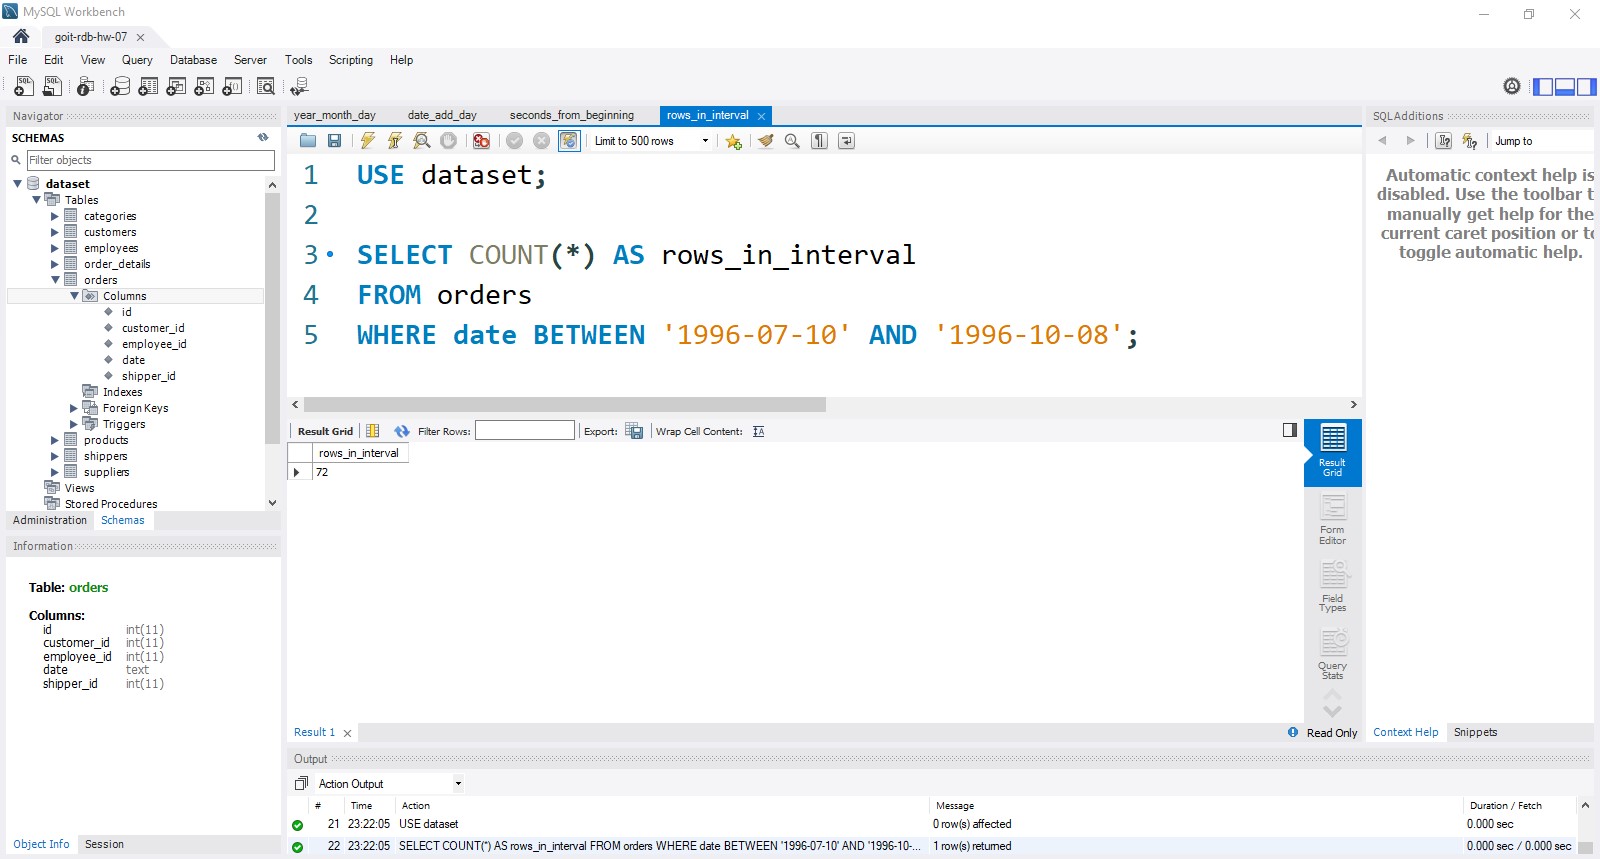 MySQL Workbench
goit-rdb-hw-07
File Edit View Query Database Server Tools Scripting Help
Navigator
SCHEMAS
Filter objects
dataset
Tables
categories
customers
employees
order_details
orders
Columns
id
customer_id
employee_id
date
shipper_id
Indexes
Foreign Keys
Triggers
products
shippers
suppliers
Views
Stored Procedures
Administration Schemas
Information
Table: orders
Columns:
id int(11)
customer_id int(11)
employee_id int(11)
date text
shipper_id int(11)
Object Info Session
year_month_day date_add_day seconds_from_beginning rows_in_interval
Limit to 500 rows
1 USE dataset;
2
3 SELECT COUNT(*) AS rows_in_interval
4 FROM orders
5 WHERE date BETWEEN '1996-07-10' AND '1996-10-08';
Result Grid Filter Rows: Export: Wrap Cell Content:
rows_in_interval
72
Result Grid
Form Editor
Field Types
Query Stats
Result 1 Read Only
Output
Action Output
# Time Action Message Duration / Fetch
21 23:22:05 USE dataset 0 row(s) affected 0.000 sec
22 23:22:05 SELECT COUNT(*) AS rows_in_interval FROM orders WHERE date BETWEEN '1996-07-10' AND '1996-10-... 1 row(s) returned 0.000 sec / 0.000 sec
SQLAdditions
Jump to
Automatic context help is
disabled. Use the toolbar t
manually get help for the
current caret position or to
toggle automatic help.
Context Help Snippets